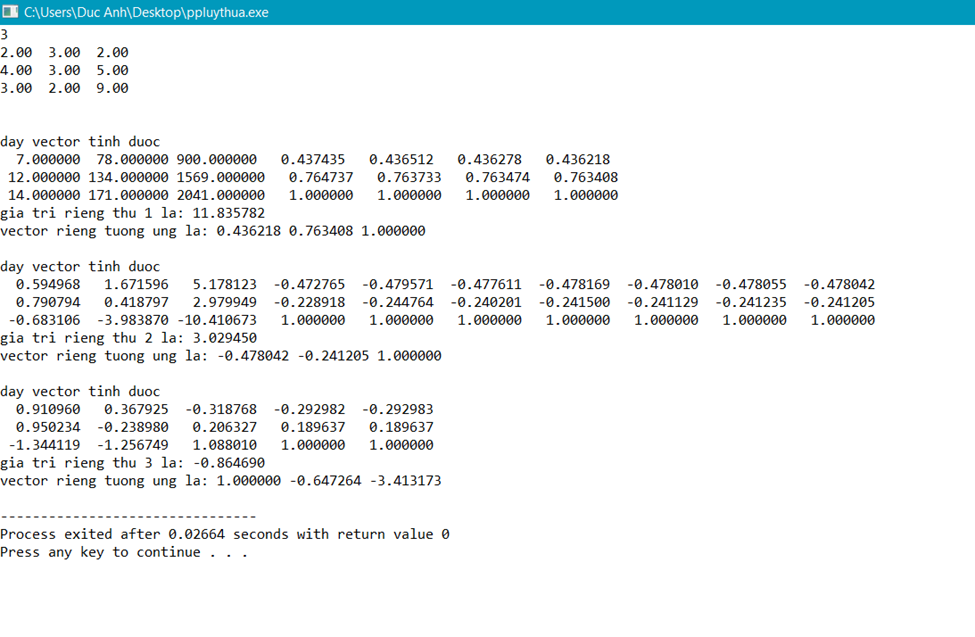 C:\Users\Duc Anh\Desktop\ppluythua.exe
3
2.00 3.00 2.00
4.00 3.00 5.00
3.00 2.00 9.00
day vector tinh duoc
7.000000 78.000000 900.000000 0.437435 0.436512 0.436278 0.436218
12.000000 134.000000 1569.000000 0.764737 0.763733 0.763474 0.763408
14.000000 171.000000 2041.000000 1.000000 1.000000 1.000000 1.000000
gia tri rieng thu 1 la: 11.835782
vector rieng tuong ung la: 0.436218 0.763408 1.000000
day vector tinh duoc
0.594968 1.671596 5.178123 -0.472765 -0.479571 -0.477611 -0.478169 -0.478010 -0.478055 -0.478042
0.790794 0.418797 2.979949 -0.228918 -0.244764 -0.240201 -0.241500 -0.241129 -0.241235 -0.241205
-0.683106 -3.983870 -10.410673 1.000000 1.000000 1.000000 1.000000 1.000000 1.000000 1.000000
gia tri rieng thu 2 la: 3.029450
vector rieng tuong ung la: -0.478042 -0.241205 1.000000
day vector tinh duoc
0.910960 0.367925 -0.318768 -0.292982 -0.292983
0.950234 -0.238980 0.206327 0.189637 0.189637
-1.344119 -1.256749 1.088010 1.000000 1.000000
gia tri rieng thu 3 la: -0.864690
vector rieng tuong ung la: 1.000000 -0.647264 -3.413173
--------------------------------
Process exited after 0.02664 seconds with return value 0
Press any key to continue . . .